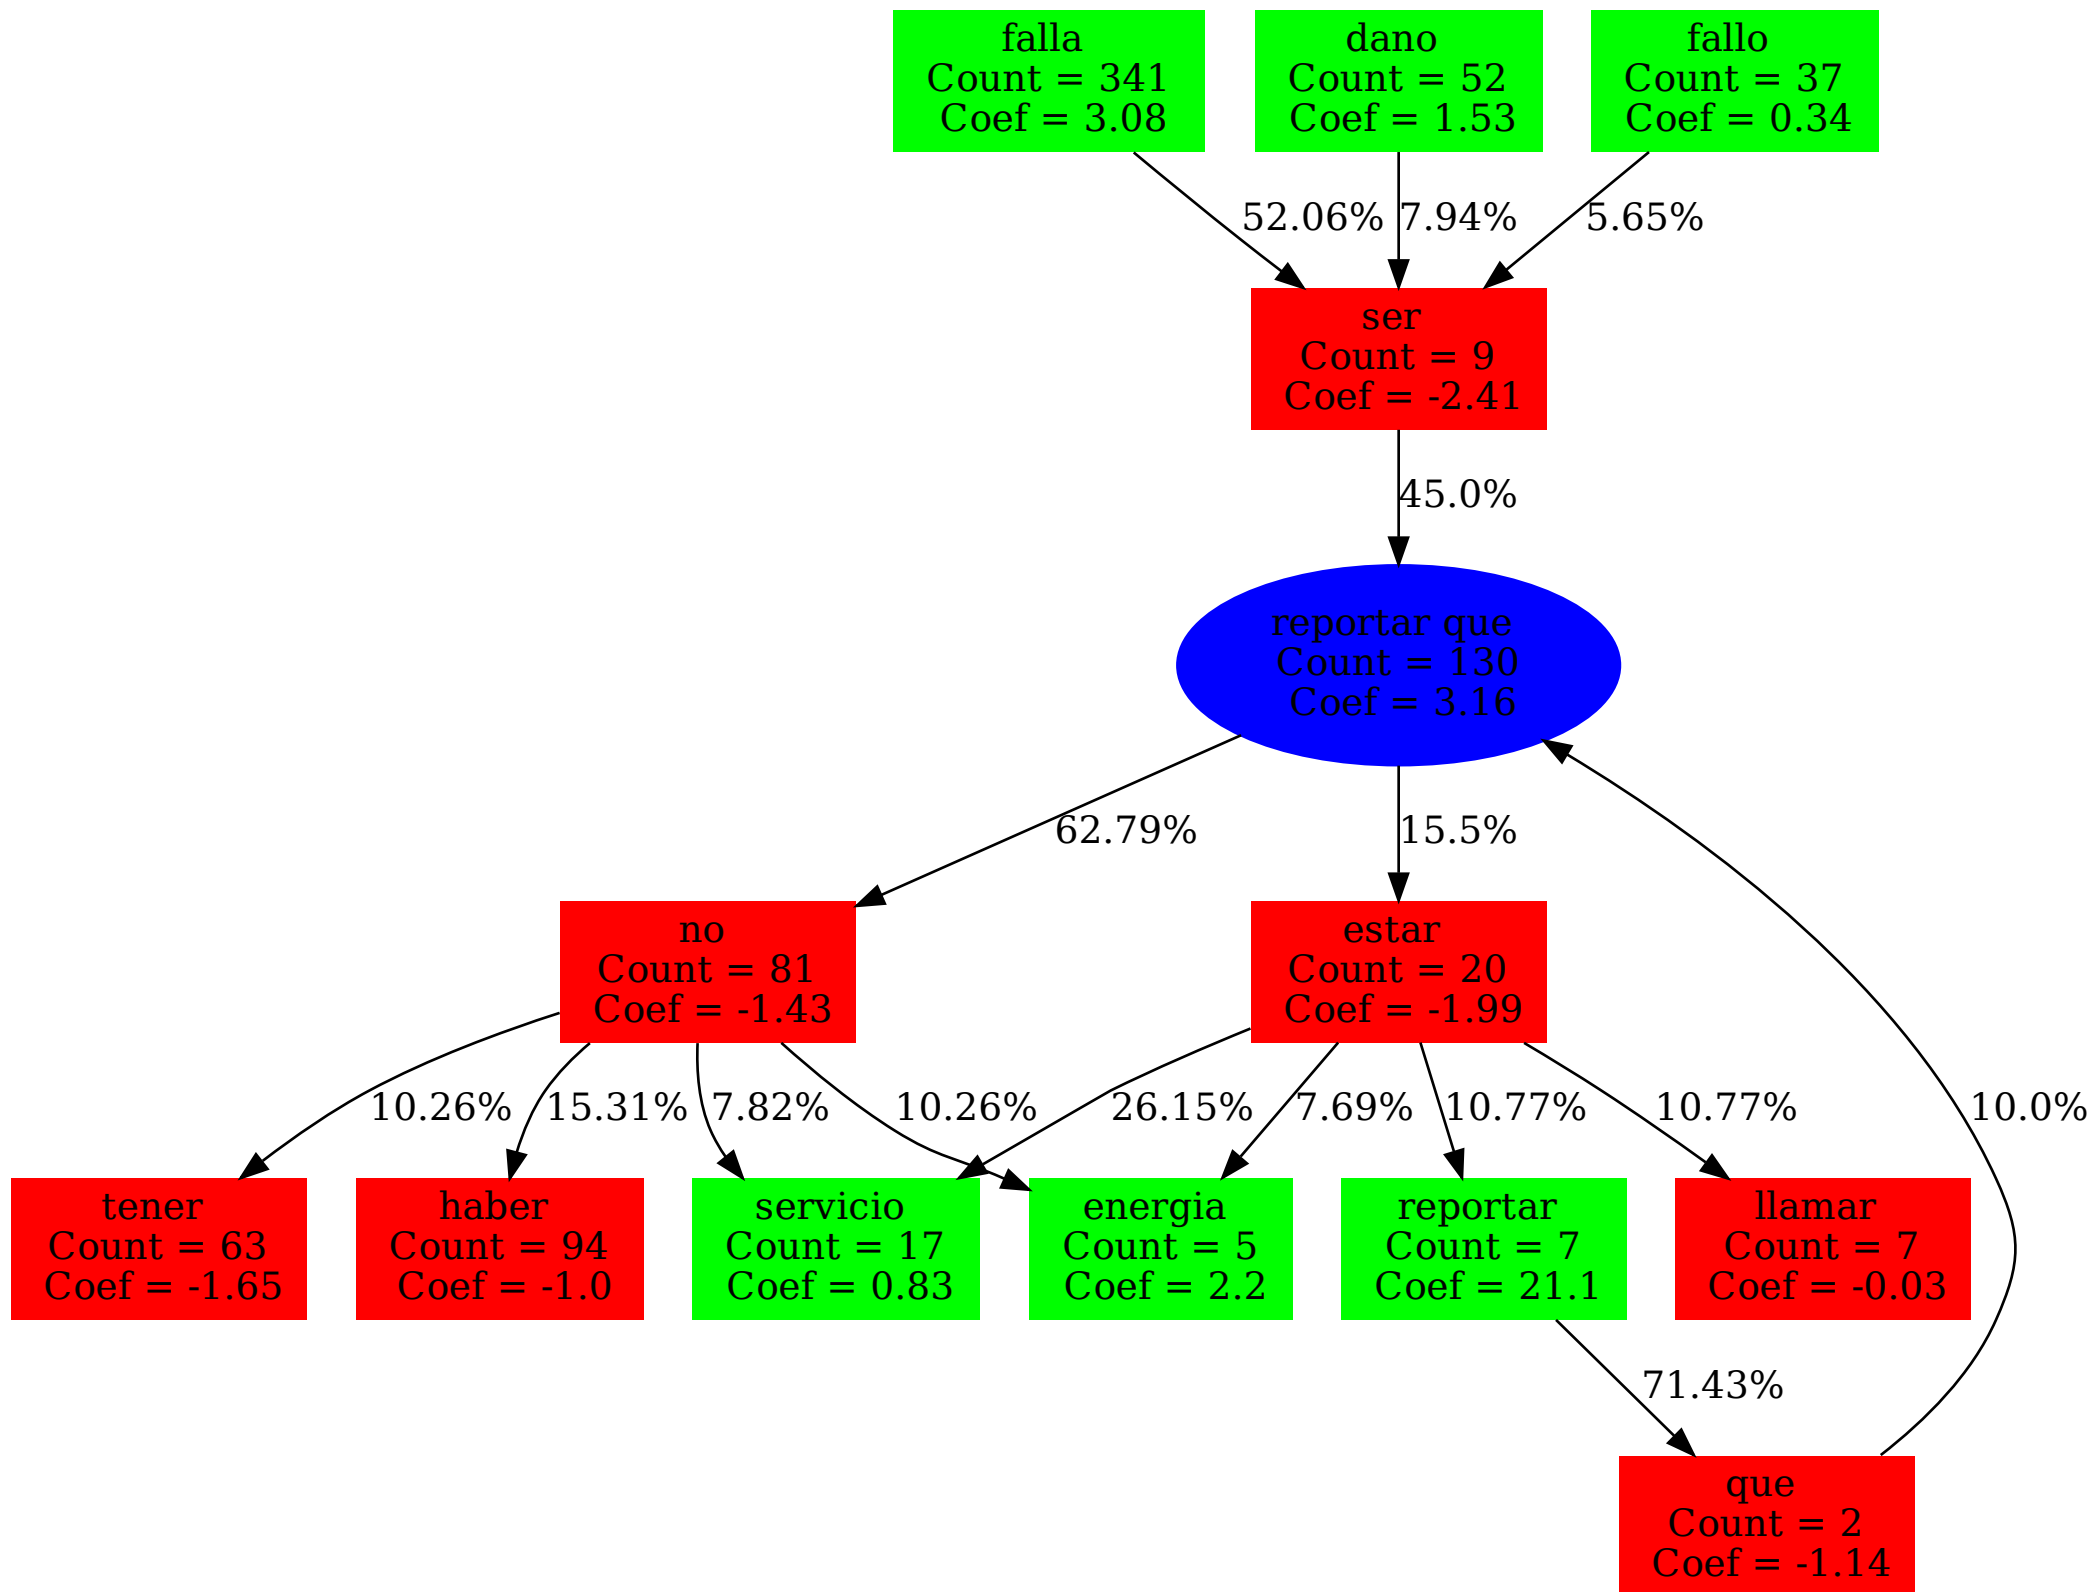 falla
Count = 341
Coef = 3.08
dano
Count = 52
Coef = 1.53
fallo
Count = 37
Coef = 0.34
52.06%
7.94%
5.65%
ser
Count = 9
Coef = -2.41
45.0%
reportar que
Count = 130
Coef = 3.16
62.79%
15.5%
no
Count = 81
Coef = -1.43
estar
Count = 20
Coef = -1.99
10.26%
15.31%
7.82%
10.26%
26.15%
7.69%
10.77%
10.77%
10.0%
tener
Count = 63
Coef = -1.65
haber
Count = 94
Coef = -1.0
servicio
Count = 17
Coef = 0.83
energia
Count = 5
Coef = 2.2
reportar
Count = 7
Coef = 21.1
llamar
Count = 7
Coef = -0.03
71.43%
que
Count = 2
Coef = -1.14